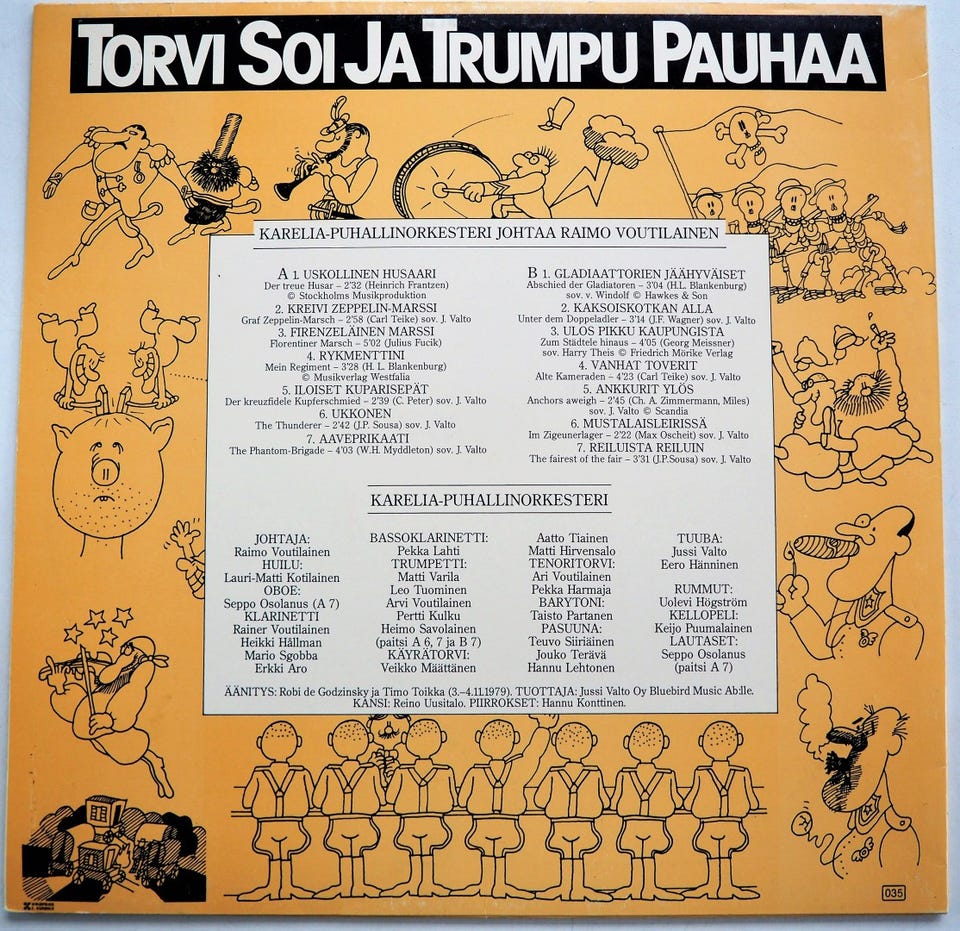 TORVI SOI JA TRUMPU PAUHAA
KARELIA-PUHALLINORKESTERI JOHTAA RAIMO VOUTILAINEN
A 1. USKOLLINEN HUSAARI
Der treue Husar – 2'32 (Heinrich Frantzen)
© Stockholms Musikproduktion
2. KREIVI ZEPPELIN-MARSSI
Graf Zeppelin-Marsch – 2'58 (Carl Teike) sov. J. Valto
3. FIRENZELÄINEN MARSSI
Florentiner Marsch – 5'02 (Julius Fucik)
4. RYKMENTTINI
Mein Regiment – 3'28 (H. L. Blankenburg)
© Musikverlag Westfalia
5. ILOISET KUPARISEPÄT
Der kreuzfidele Kupferschmied – 2'39 (C. Peter) sov. J. Valto
6. UKKONEN
The Thunderer – 2'42 (J.P. Sousa) sov. J. Valto
7. AAVEPRIKAATI
The Phantom-Brigade – 4'03 (W.H. Myddleton) sov. J. Valto
B 1. GLADIAATTORIEN JÄÄHYVÄISET
Abschied der Gladiatoren – 3'04 (H.L. Blankenburg)
sov. v. Windolf © Hawkes & Son
2. KAKSOISKOTKAN ALLA
Unter dem Doppeladler – 3'14 (J.F. Wagner) sov. J. Valto
3. ULOS PIKKU KAUPUNGISTA
Zum Städtele hinaus – 4'05 (Georg Meissner)
sov. Harry Theis © Friedrich Mörike Verlag
4. VANHAT TOVERIT
Alte Kameraden – 4'23 (Carl Teike) sov. J. Valto
5. ANKKURIT YLÖS
Anchors aweigh – 2'45 (Ch. A. Zimmermann, Miles)
sov. J. Valto © Scandia
6. MUSTALAISLEIRISSÄ
Im Zigeunerlager – 2'22 (Max Oscheit) sov. J. Valto
7. REILUISTA REILUIN
The fairest of the fair – 3'31 (J.P.Sousa) sov. J. Valto
KARELIA-PUHALLINORKESTERI
JOHTAJA:
Raimo Voutilainen
HUILU:
Lauri-Matti Kotilainen
OBOE:
Seppo Osolanus (A 7)
KLARINETTI
Rainer Voutilainen
Heikki Hållman
Mario Sgobba
Erkki Aro
BASSOKLARINETTI:
Pekka Lahti
TRUMPETTI:
Matti Varila
Leo Tuominen
Arvi Voutilainen
Pertti Kulku
Heimo Savolainen
(paitsi A 6, 7 ja B 7)
KÄYRÄTORVI:
Veikko Määttänen
Aatto Tiainen
Matti Hirvensalo
TENORITORVI:
Ari Voutilainen
Pekka Harmaja
BARYTONI:
Taisto Partanen
PASUUNA:
Teuvo Siiriäinen
Jouko Terävä
Hannu Lehtonen
TUUBA:
Jussi Valto
Eero Hänninen
RUMMUT:
Uolevi Högström
KELLOPELI:
Keijo Puumalainen
LAUTASET:
Seppo Osolanus
(paitsi A 7)
ÄÄNITYS: Robi de Godzinsky ja Timo Toikka (3.–4.11.1979). TUOTTAJA: Jussi Valto Oy Bluebird Music Ab:lle.
KANSI: Reino Uusitalo. PIIRROKSET: Hannu Konttinen.
035